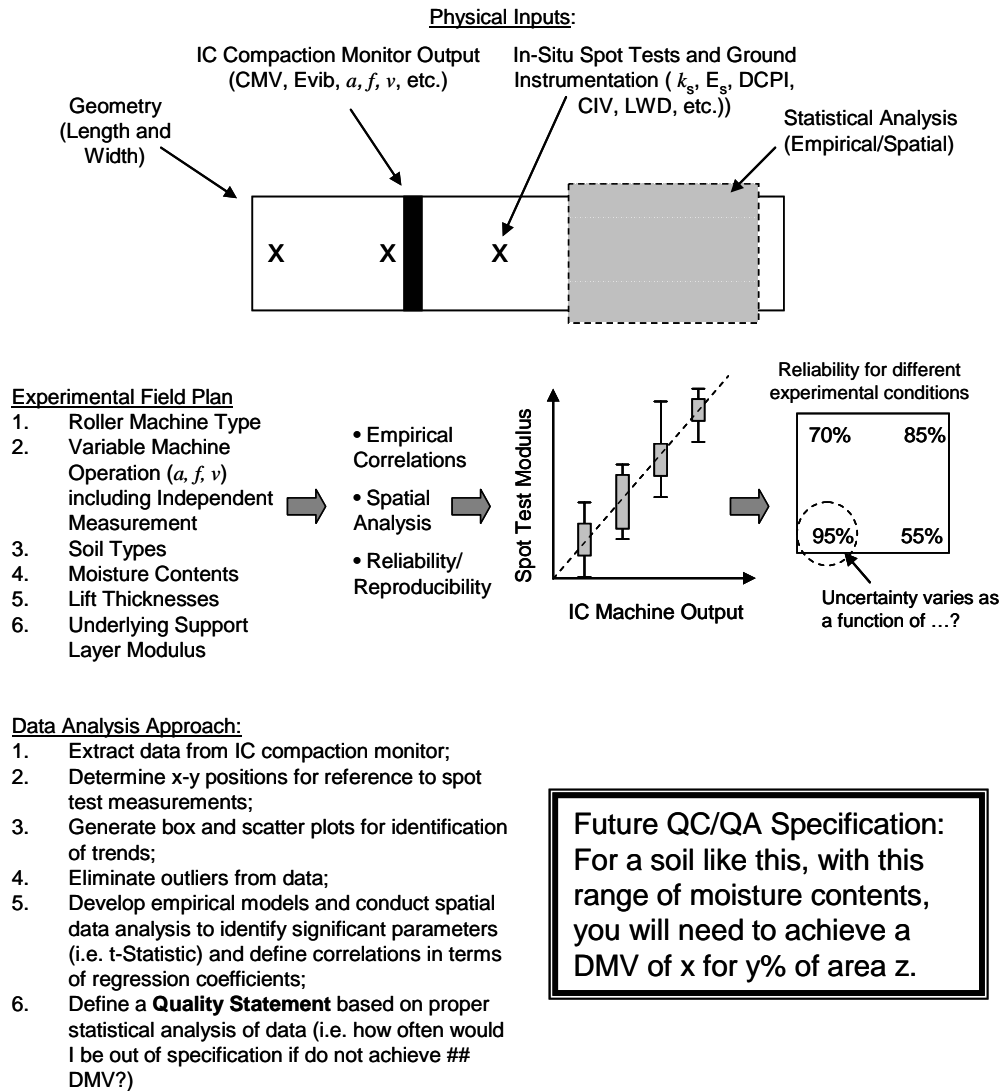 Physical Inputs:
IC Compaction Monitor Output
(CMV, Evib, a, f, v, etc.)
In-Situ Spot Tests and Ground
Instrumentation ( ks, Es, DCPI,
CIV, LWD, etc.))
Geometry
(Length and
Width)
Statistical Analysis
(Empirical/Spatial)
X
X
X
Experimental Field Plan
1. Roller Machine Type
2. Variable Machine
Operation (a, f, v)
including Independent
Measurement
3. Soil Types
4. Moisture Contents
5. Lift Thicknesses
6. Underlying Support
Layer Modulus
• Empirical
Correlations
• Spatial
Analysis
• Reliability/
Reproducibility
Spot Test Modulus
IC Machine Output
Reliability for different
experimental conditions
70% 85%
95% 55%
Uncertainty varies as
a function of …?
Data Analysis Approach:
1. Extract data from IC compaction monitor;
2. Determine x-y positions for reference to spot
test measurements;
3. Generate box and scatter plots for identification
of trends;
4. Eliminate outliers from data;
5. Develop empirical models and conduct spatial
data analysis to identify significant parameters
(i.e. t-Statistic) and define correlations in terms
of regression coefficients;
6. Define a Quality Statement based on proper
statistical analysis of data (i.e. how often would
I be out of specification if do not achieve ##
DMV?)
Future QC/QA Specification:
For a soil like this, with this
range of moisture contents,
you will need to achieve a
DMV of x for y% of area z.